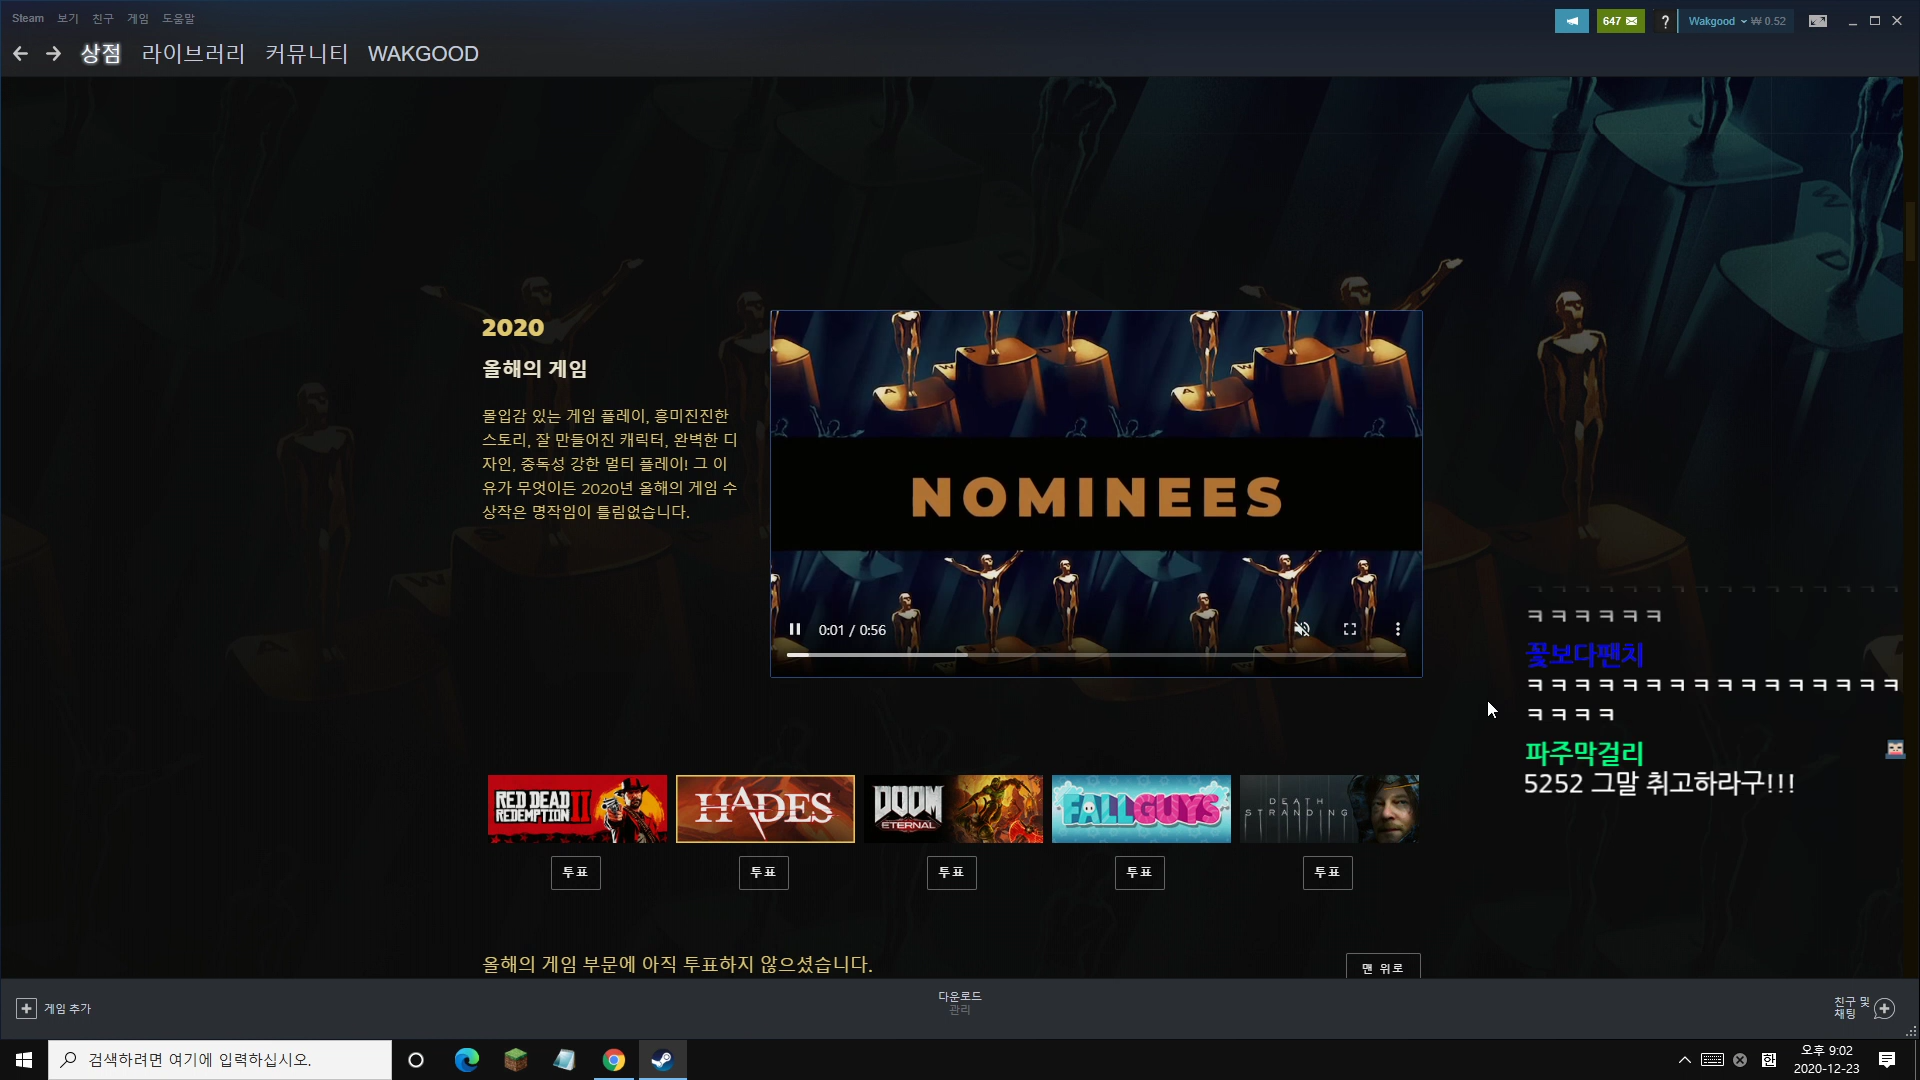 Steam 보기 친구 게임 도움말
647
?
Wakgood ₩ 0.52
상점 라이브러리 커뮤니티 WAKGOOD
2020
올해의 게임
몰입감 있는 게임 플레이, 흥미진진한
스토리, 잘 만들어진 캐릭터, 완벽한 디
자인, 중독성 강한 멀티 플레이! 그 이
유가 무엇이든 2020년 올해의 게임 수
상작은 명작임이 틀림없습니다.
NOMINEES
0:01 / 0:56
ㅋㅋㅋㅋㅋㅋ
꽃보다팬치
ㅋㅋㅋㅋㅋㅋㅋㅋㅋㅋㅋㅋㅋㅋㅋㅋ
ㅋㅋㅋㅋ
파주막걸리
5252 그말 취고하라구!!!
RED DEAD
REDEMPTION II
HADES
DOOM
ETERNAL
FALL GUYS
DEATH
STRANDING
투표 투표 투표 투표 투표
올해의 게임 부문에 아직 투표하지 않으셨습니다.
맨 위로
게임 추가
다운로드
관리
친구 및
채팅
검색하려면 여기에 입력하십시오.
한
오후 9:02
2020-12-23